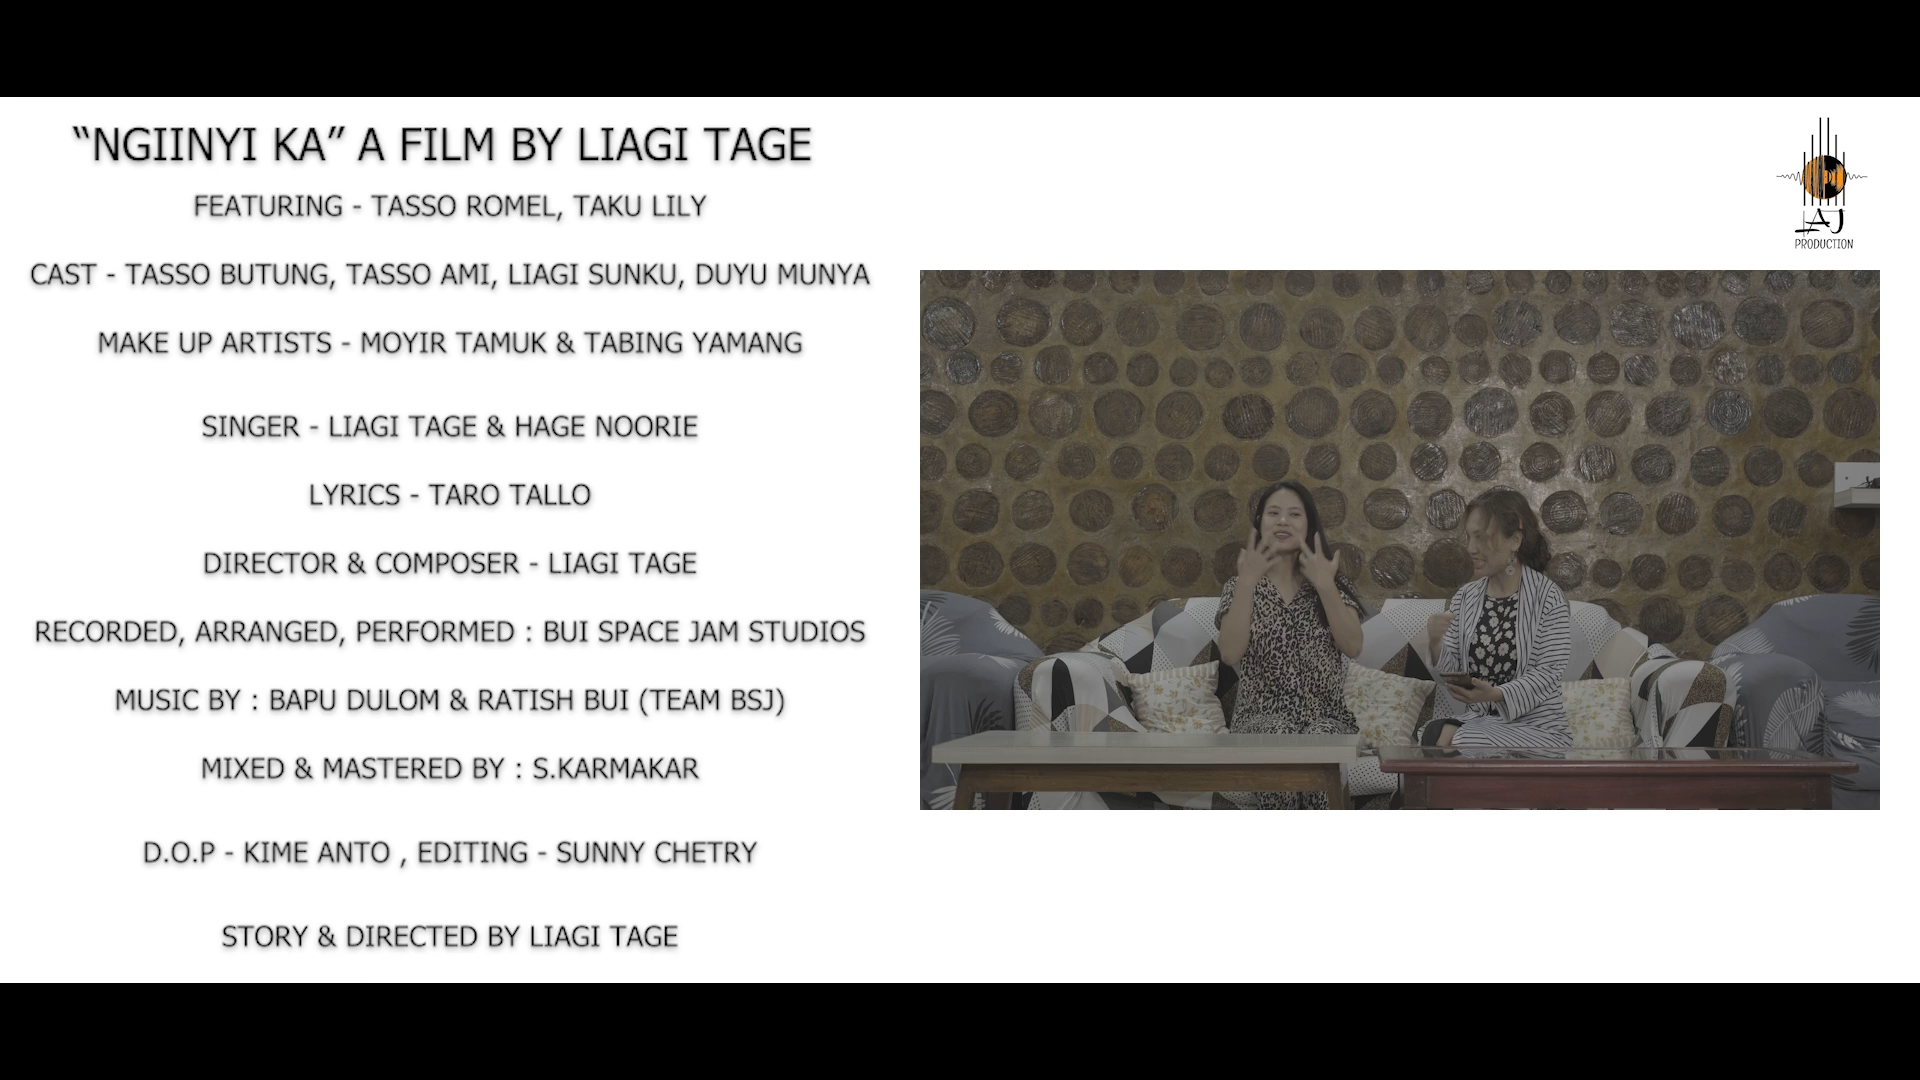 “NGIINYI KA” A FILM BY LIAGI TAGE
FEATURING - TASSO ROMEL, TAKU LILY
CAST - TASSO BUTUNG, TASSO AMI, LIAGI SUNKU, DUYU MUNYA
MAKE UP ARTISTS - MOYIR TAMUK & TABING YAMANG
SINGER - LIAGI TAGE & HAGE NOORIE
LYRICS - TARO TALLO
DIRECTOR & COMPOSER - LIAGI TAGE
RECORDED, ARRANGED, PERFORMED : BUI SPACE JAM STUDIOS
MUSIC BY : BAPU DULOM & RATISH BUI (TEAM BSJ)
MIXED & MASTERED BY : S.KARMAKAR
D.O.P - KIME ANTO , EDITING - SUNNY CHETRY
STORY & DIRECTED BY LIAGI TAGE
LAJ
PRODUCTION